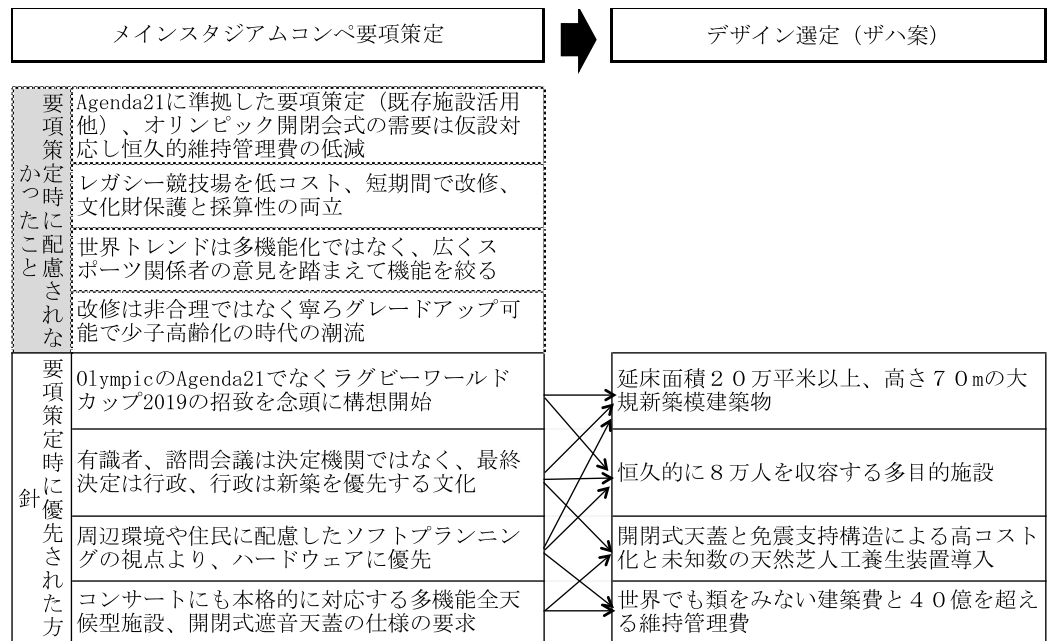 メインスタジアムコンペ要項策定
デザイン選定（ザハ案）
要項策定時に配慮されな
かったこと
Agenda21に準拠した要項策定（既存施設活用
他）、オリンピック開閉会式の需要は仮設対
応し恒久的維持管理費の低減
レガシー競技場を低コスト、短期間で改修、
文化財保護と採算性の両立
世界トレンドは多機能化ではなく、広くス
ポーツ関係者の意見を踏まえて機能を絞る
改修は非合理ではなく寧ろグレードアップ可
能で少子高齢化の時代の潮流
要項策定時に優先された方
針
OlympicのAgenda21でなくラグビーワールド
カップ2019の招致を念頭に構想開始
有識者、諮問会議は決定機関ではなく、最終
決定は行政、行政は新築を優先する文化
周辺環境や住民に配慮したソフトプランニン
グの視点より、ハードウェアに優先
コンサートにも本格的に対応する多機能全天
候型施設、開閉式遮音天蓋の仕様の要求
延床面積２０万平米以上、高さ７０mの大
規新築模建築物
恒久的に８万人を収容する多目的施設
開閉式天蓋と免震支持構造による高コスト
化と未知数の天然芝人工養生装置導入
世界でも類をみない建築費と４０億を超え
る維持管理費